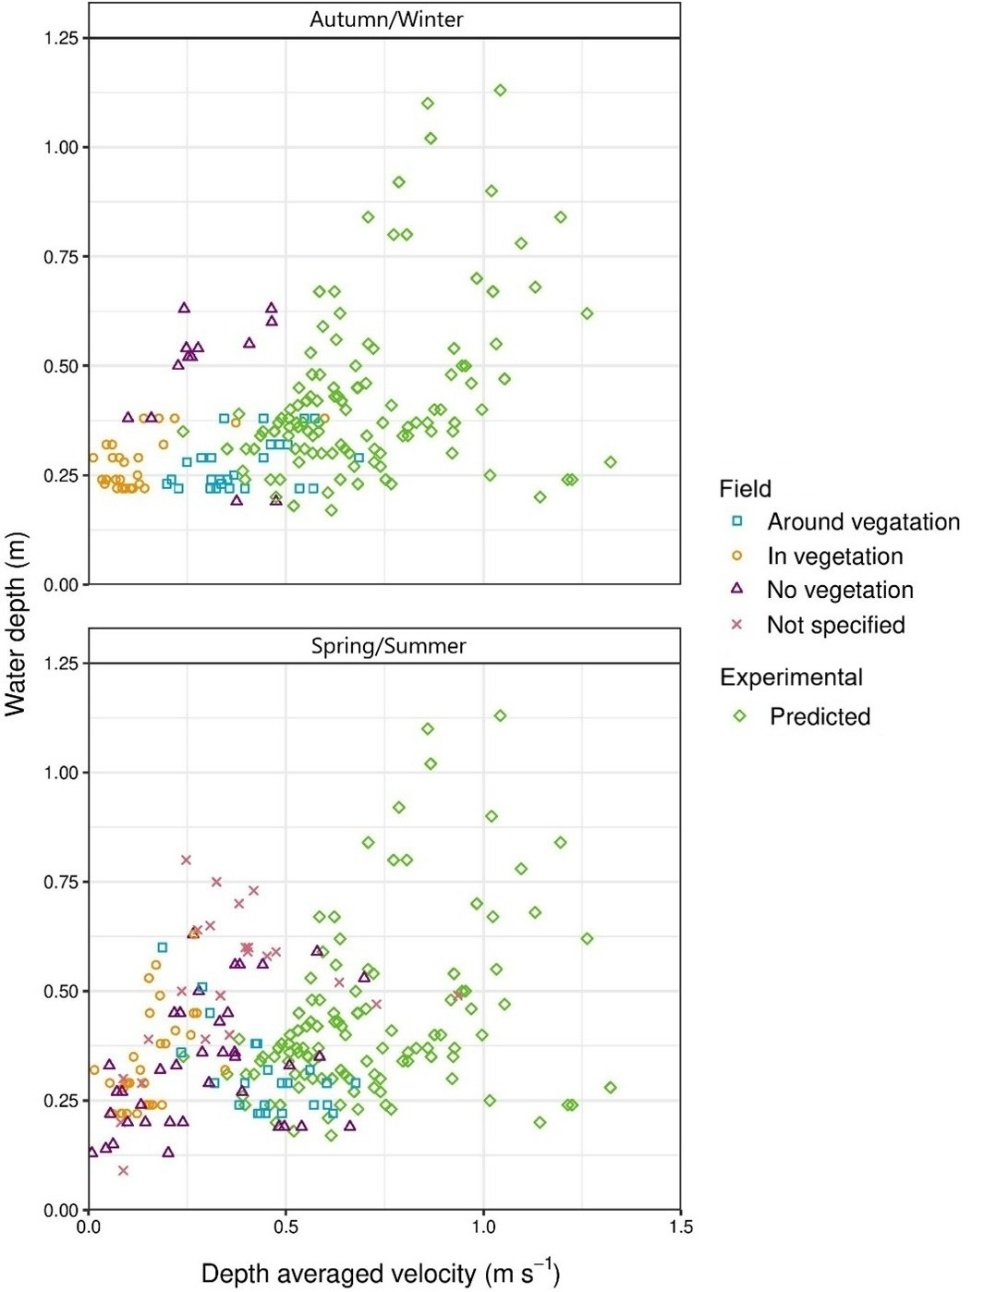 Autumn/Winter
1.25
1.00
0.75
0.50
0.25
0.00
Water depth (m)
Spring/Summer
1.25
1.00
0.75
0.50
0.25
0.00
0.0 0.5 1.0 1.5
Depth averaged velocity (m s⁻¹)
Field
Around vegatation
In vegetation
No vegetation
Not specified
Experimental
Predicted